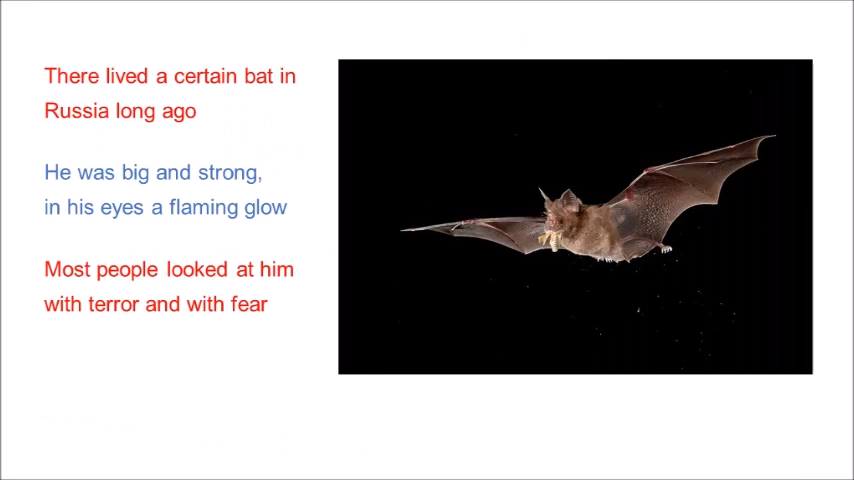 There lived a certain bat in
Russia long ago
He was big and strong,
in his eyes a flaming glow
Most people looked at him
with terror and with fear